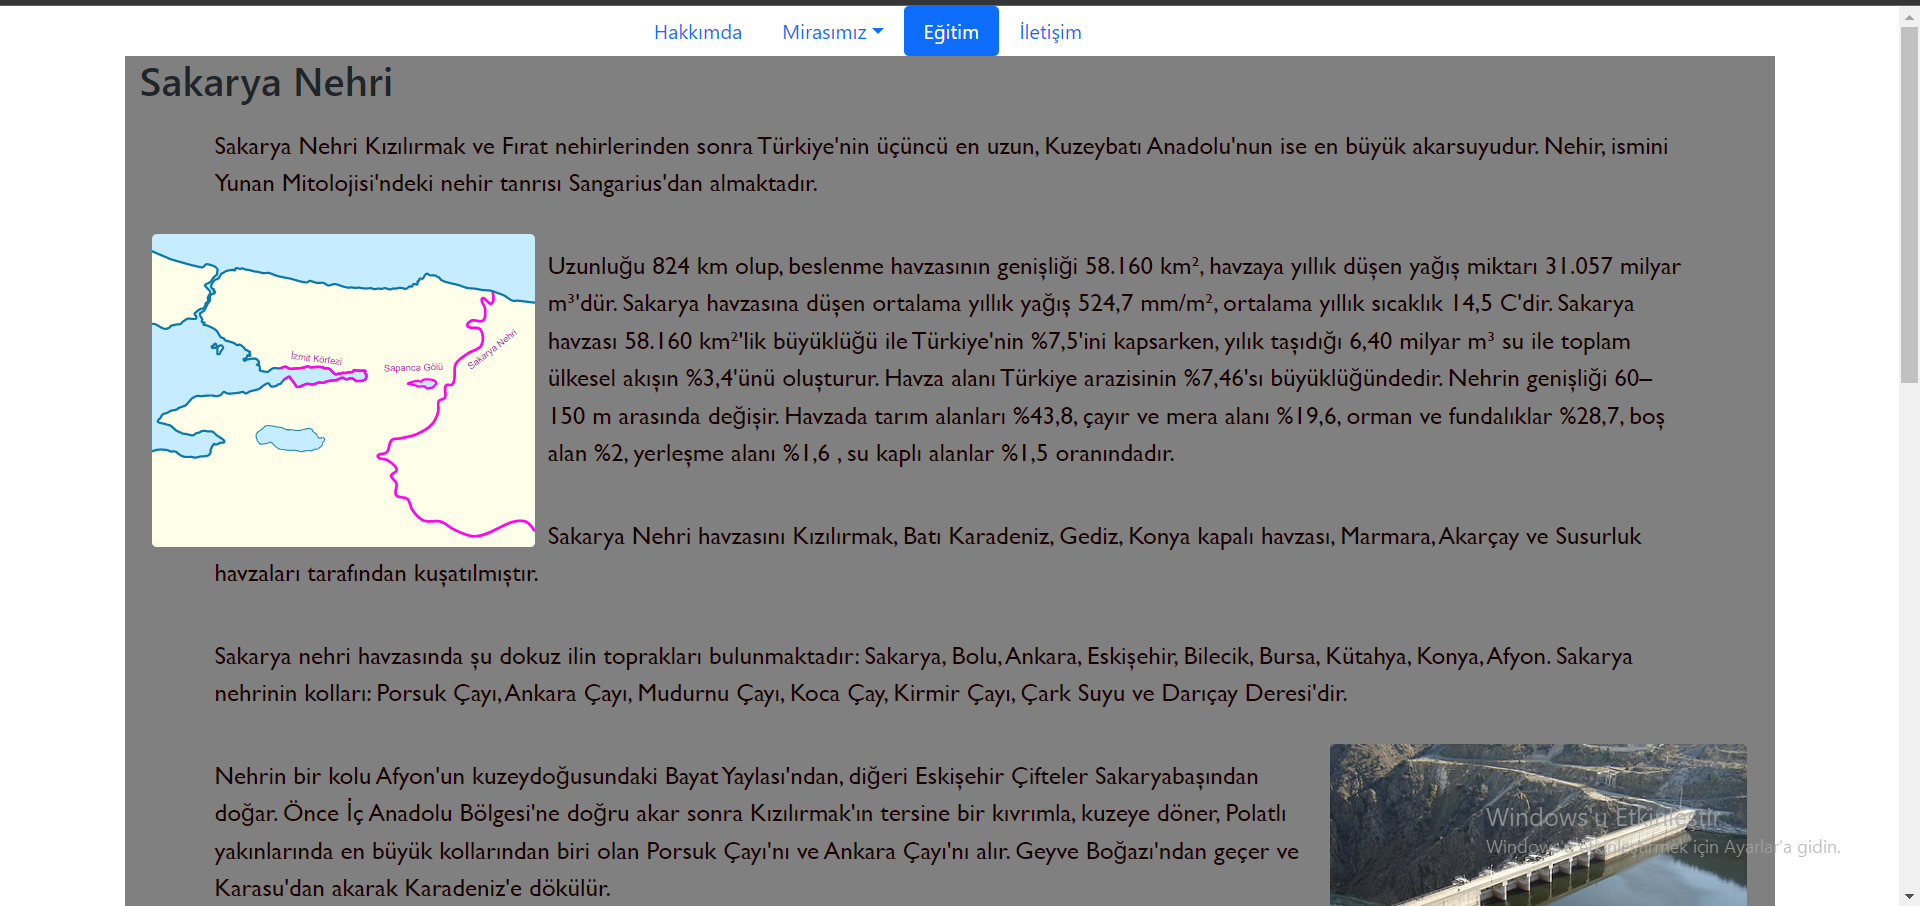 Hakkımda Mirasımız Eğitim İletişim
Sakarya Nehri
Sakarya Nehri Kızılırmak ve Fırat nehirlerinden sonra Türkiye'nin üçüncü en uzun, Kuzeybatı Anadolu'nun ise en büyük akarsuyudur. Nehir, ismini
Yunan Mitolojisi'ndeki nehir tanrısı Sangarius'dan almaktadır.
İzmit Körfezi
Sapanca Gölü
Sakarya Nehri
Uzunluğu 824 km olup, beslenme havzasının genişliği 58.160 km², havzaya yıllık düşen yağış miktarı 31.057 milyar
m³'dür. Sakarya havzasına düşen ortalama yıllık yağış 524,7 mm/m², ortalama yıllık sıcaklık 14,5 C'dir. Sakarya
havzası 58.160 km²'lik büyüklüğü ile Türkiye'nin %7,5'ini kapsarken, yılık taşıdığı 6,40 milyar m³ su ile toplam
ülkesel akışın %3,4'ünü oluşturur. Havza alanı Türkiye arazisinin %7,46'sı büyüklüğündedir. Nehrin genişliği 60–
150 m arasında değişir. Havzada tarım alanları %43,8, çayır ve mera alanı %19,6, orman ve fundalıklar %28,7, boş
alan %2, yerleşme alanı %1,6 , su kaplı alanlar %1,5 oranındadır.
Sakarya Nehri havzasını Kızılırmak, Batı Karadeniz, Gediz, Konya kapalı havzası, Marmara, Akarçay ve Susurluk
havzaları tarafından kuşatılmıştır.
Sakarya nehri havzasında şu dokuz ilin toprakları bulunmaktadır: Sakarya, Bolu, Ankara, Eskişehir, Bilecik, Bursa, Kütahya, Konya, Afyon. Sakarya
nehrinin kolları: Porsuk Çayı, Ankara Çayı, Mudurnu Çayı, Koca Çay, Kirmir Çayı, Çark Suyu ve Darıçay Deresi'dir.
Nehrin bir kolu Afyon'un kuzeydoğusundaki Bayat Yaylası'ndan, diğeri Eskişehir Çifteler Sakaryabaşından
doğar. Önce İç Anadolu Bölgesi'ne doğru akar sonra Kızılırmak'ın tersine bir kıvrımla, kuzeye döner, Polatlı
yakınlarında en büyük kollarından biri olan Porsuk Çayı'nı ve Ankara Çayı'nı alır. Geyve Boğazı'ndan geçer ve
Karasu'dan akarak Karadeniz'e dökülür.
Windows'u Etkinleştir
Windows'u Etkinleştirmek için Ayarlar'a gidin.